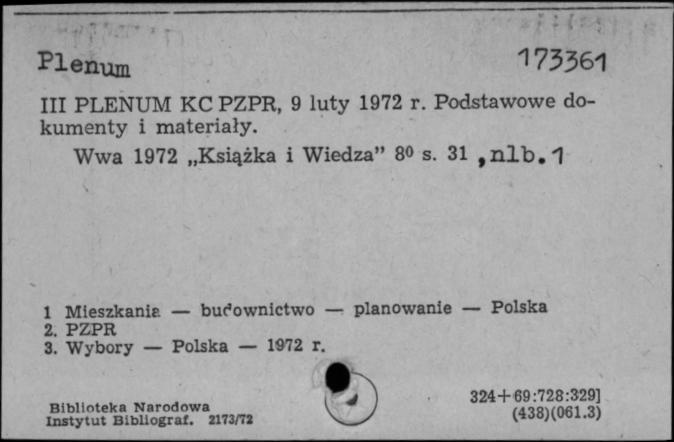 Plenum 173361
III PLENUM KC PZPR, 9 luty 1972 r. Podstawowe do-
kumenty i materiały.
Wwa 1972 „Książka i Wiedza” 8⁰ s. 31 ,nlb.1
1 Mieszkania — budownictwo — planowanie — Polska
2. PZPR
3. Wybory — Polska — 1972 r.
324+69:728:329]
(438)(061.3)
Biblioteka Narodowa
Instytut Bibliograf. 2173/72